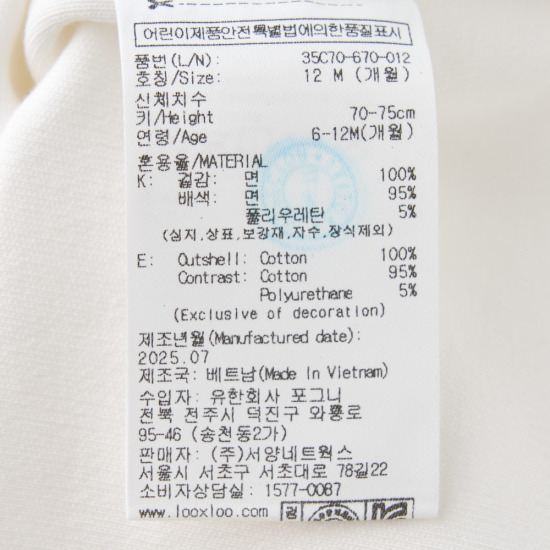 어린이제품안전특별법에의한품질표시
품번(L/N): 35C70-670-012
호칭/Size: 12 M (개월)
신체치수
키/Height 70-75cm
연령/Age 6-12M(개월)
혼용율/MATERIAL
K: 겉감: 면 100%
배색: 면 95%
폴리우레탄 5%
(심지,상표,보강재,자수,장식제외)
E: Outshell: Cotton 100%
Contrast: Cotton 95%
Polyurethane 5%
(Exclusive of decoration)
제조년월(Manufactured date):
2025.07
제조국: 베트남(Made In Vietnam)
수입자: 유한회사 포그니
전북 전주시 덕진구 와룡로
95-46 (송천동2가)
판매자: (주)서양네트웍스
서울시 서초구 서초대로 78길22
소비자상담실: 1577-0087
www.looxloo.com